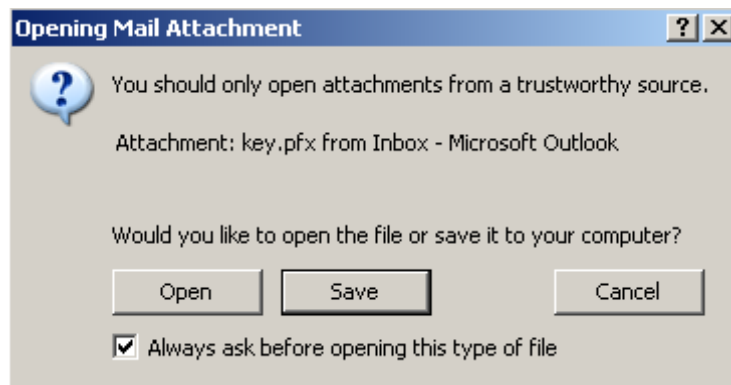 Opening Mail Attachment
You should only open attachments from a trustworthy source.
Attachment: key.pfx from Inbox - Microsoft Outlook
Would you like to open the file or save it to your computer?
Open Save Cancel
Always ask before opening this type of file